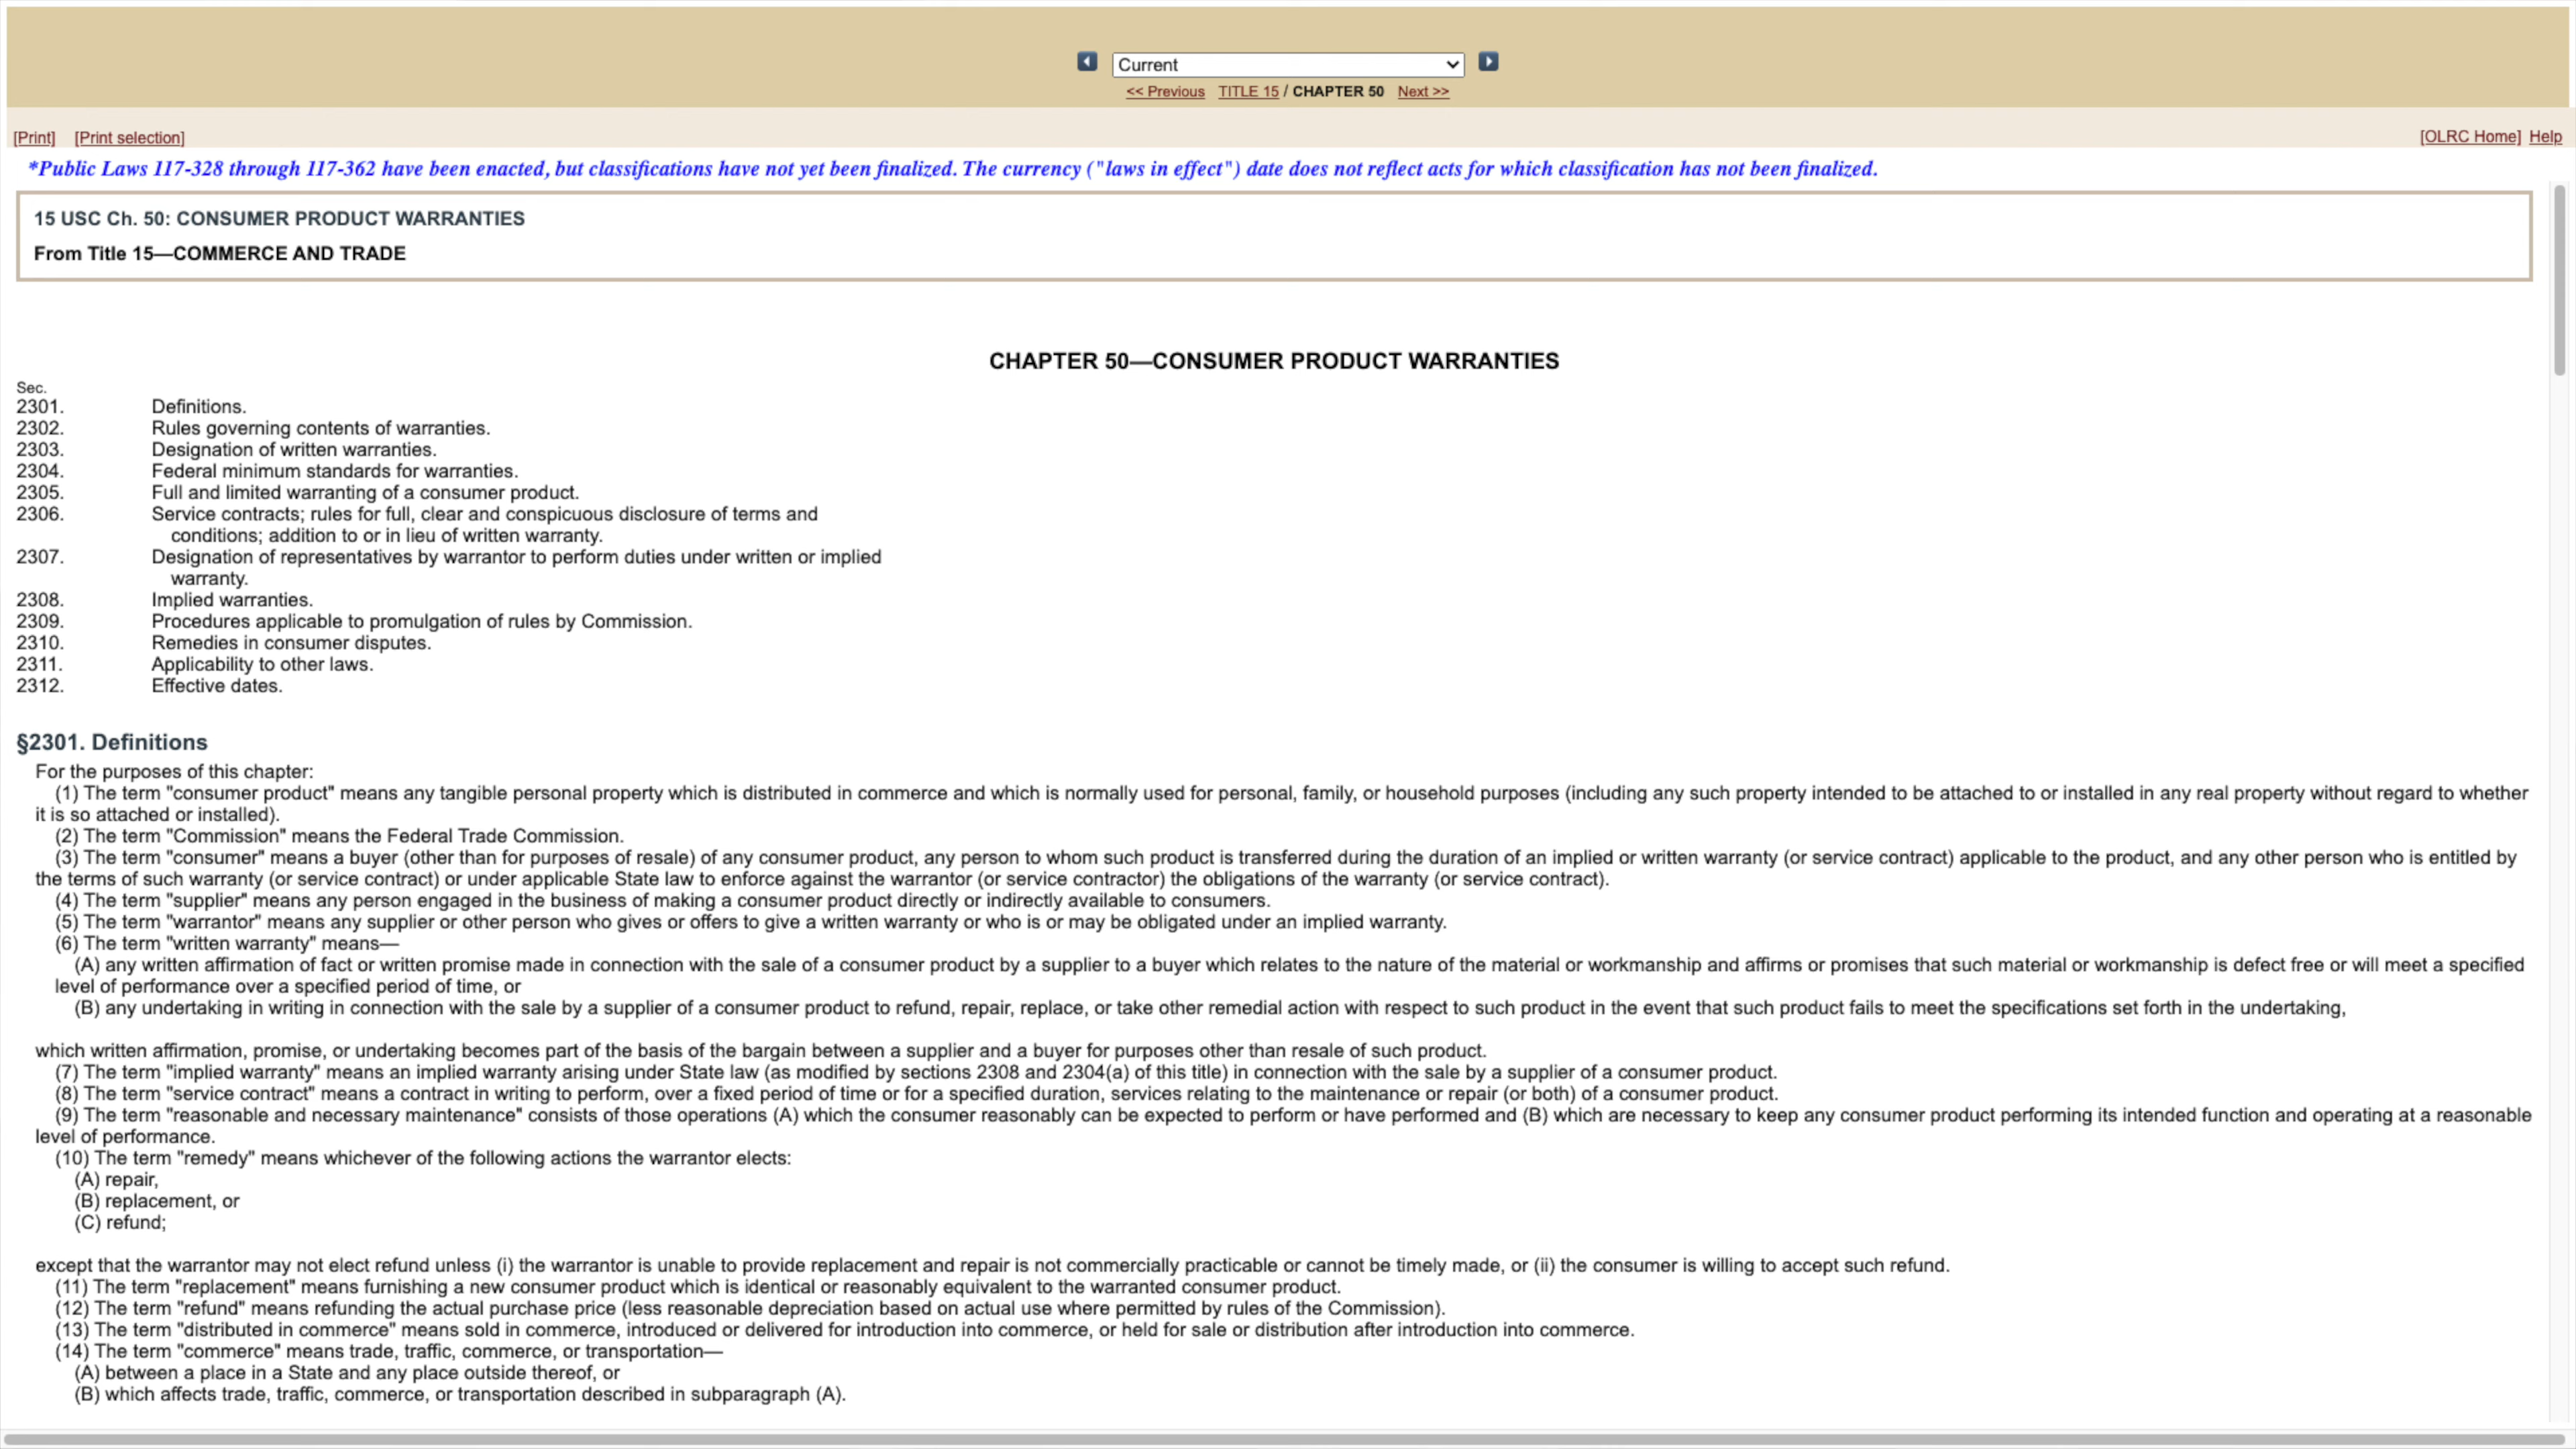 Current
<< Previous TITLE 15 / CHAPTER 50 Next >>
[Print] [Print selection]
[OLRC Home] Help
*Public Laws 117-328 through 117-362 have been enacted, but classifications have not yet been finalized. The currency ("laws in effect") date does not reflect acts for which classification has not been finalized.
15 USC Ch. 50: CONSUMER PRODUCT WARRANTIES
From Title 15—COMMERCE AND TRADE
CHAPTER 50—CONSUMER PRODUCT WARRANTIES
Sec.
2301. Definitions.
2302. Rules governing contents of warranties.
2303. Designation of written warranties.
2304. Federal minimum standards for warranties.
2305. Full and limited warranting of a consumer product.
2306. Service contracts; rules for full, clear and conspicuous disclosure of terms and
conditions; addition to or in lieu of written warranty.
2307. Designation of representatives by warrantor to perform duties under written or implied
warranty.
2308. Implied warranties.
2309. Procedures applicable to promulgation of rules by Commission.
2310. Remedies in consumer disputes.
2311. Applicability to other laws.
2312. Effective dates.
§2301. Definitions
For the purposes of this chapter:
(1) The term "consumer product" means any tangible personal property which is distributed in commerce and which is normally used for personal, family, or household purposes (including any such property intended to be attached to or installed in any real property without regard to whether
it is so attached or installed).
(2) The term "Commission" means the Federal Trade Commission.
(3) The term "consumer" means a buyer (other than for purposes of resale) of any consumer product, any person to whom such product is transferred during the duration of an implied or written warranty (or service contract) applicable to the product, and any other person who is entitled by
the terms of such warranty (or service contract) or under applicable State law to enforce against the warrantor (or service contractor) the obligations of the warranty (or service contract).
(4) The term "supplier" means any person engaged in the business of making a consumer product directly or indirectly available to consumers.
(5) The term "warrantor" means any supplier or other person who gives or offers to give a written warranty or who is or may be obligated under an implied warranty.
(6) The term "written warranty" means—
(A) any written affirmation of fact or written promise made in connection with the sale of a consumer product by a supplier to a buyer which relates to the nature of the material or workmanship and affirms or promises that such material or workmanship is defect free or will meet a specified
level of performance over a specified period of time, or
(B) any undertaking in writing in connection with the sale by a supplier of a consumer product to refund, repair, replace, or take other remedial action with respect to such product in the event that such product fails to meet the specifications set forth in the undertaking,
which written affirmation, promise, or undertaking becomes part of the basis of the bargain between a supplier and a buyer for purposes other than resale of such product.
(7) The term "implied warranty" means an implied warranty arising under State law (as modified by sections 2308 and 2304(a) of this title) in connection with the sale by a supplier of a consumer product.
(8) The term "service contract" means a contract in writing to perform, over a fixed period of time or for a specified duration, services relating to the maintenance or repair (or both) of a consumer product.
(9) The term "reasonable and necessary maintenance" consists of those operations (A) which the consumer reasonably can be expected to perform or have performed and (B) which are necessary to keep any consumer product performing its intended function and operating at a reasonable
level of performance.
(10) The term "remedy" means whichever of the following actions the warrantor elects:
(A) repair,
(B) replacement, or
(C) refund;
except that the warrantor may not elect refund unless (i) the warrantor is unable to provide replacement and repair is not commercially practicable or cannot be timely made, or (ii) the consumer is willing to accept such refund.
(11) The term "replacement" means furnishing a new consumer product which is identical or reasonably equivalent to the warranted consumer product.
(12) The term "refund" means refunding the actual purchase price (less reasonable depreciation based on actual use where permitted by rules of the Commission).
(13) The term "distributed in commerce" means sold in commerce, introduced or delivered for introduction into commerce, or held for sale or distribution after introduction into commerce.
(14) The term "commerce" means trade, traffic, commerce, or transportation—
(A) between a place in a State and any place outside thereof, or
(B) which affects trade, traffic, commerce, or transportation described in subparagraph (A).